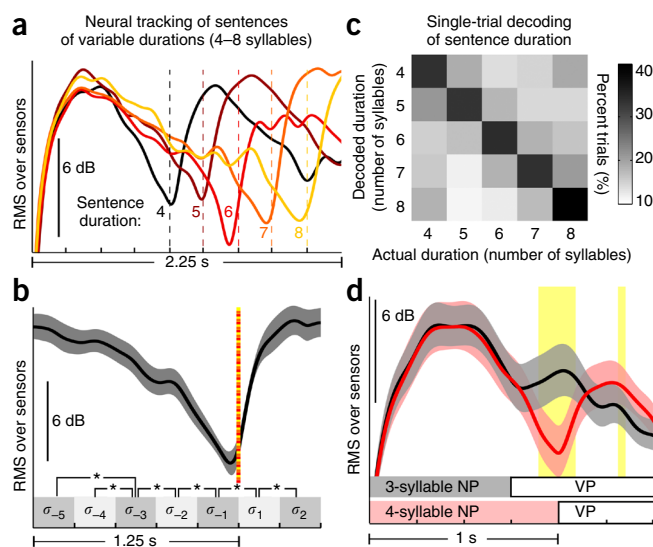 a
Neural tracking of sentences
of variable durations (4–8 syllables)
RMS over sensors
6 dB
Sentence
duration:
4
5
6
7
8
2.25 s
c
Single-trial decoding
of sentence duration
Decoded duration
(number of syllables)
4
5
6
7
8
4 5 6 7 8
Actual duration (number of syllables)
Percent trials (%)
40
30
20
10
b
RMS over sensors
6 dB
* * * * * *
σ−5 σ−4 σ−3 σ−2 σ−1 σ1 σ2
1.25 s
d
RMS over sensors
6 dB
3-syllable NP VP
4-syllable NP VP
1 s